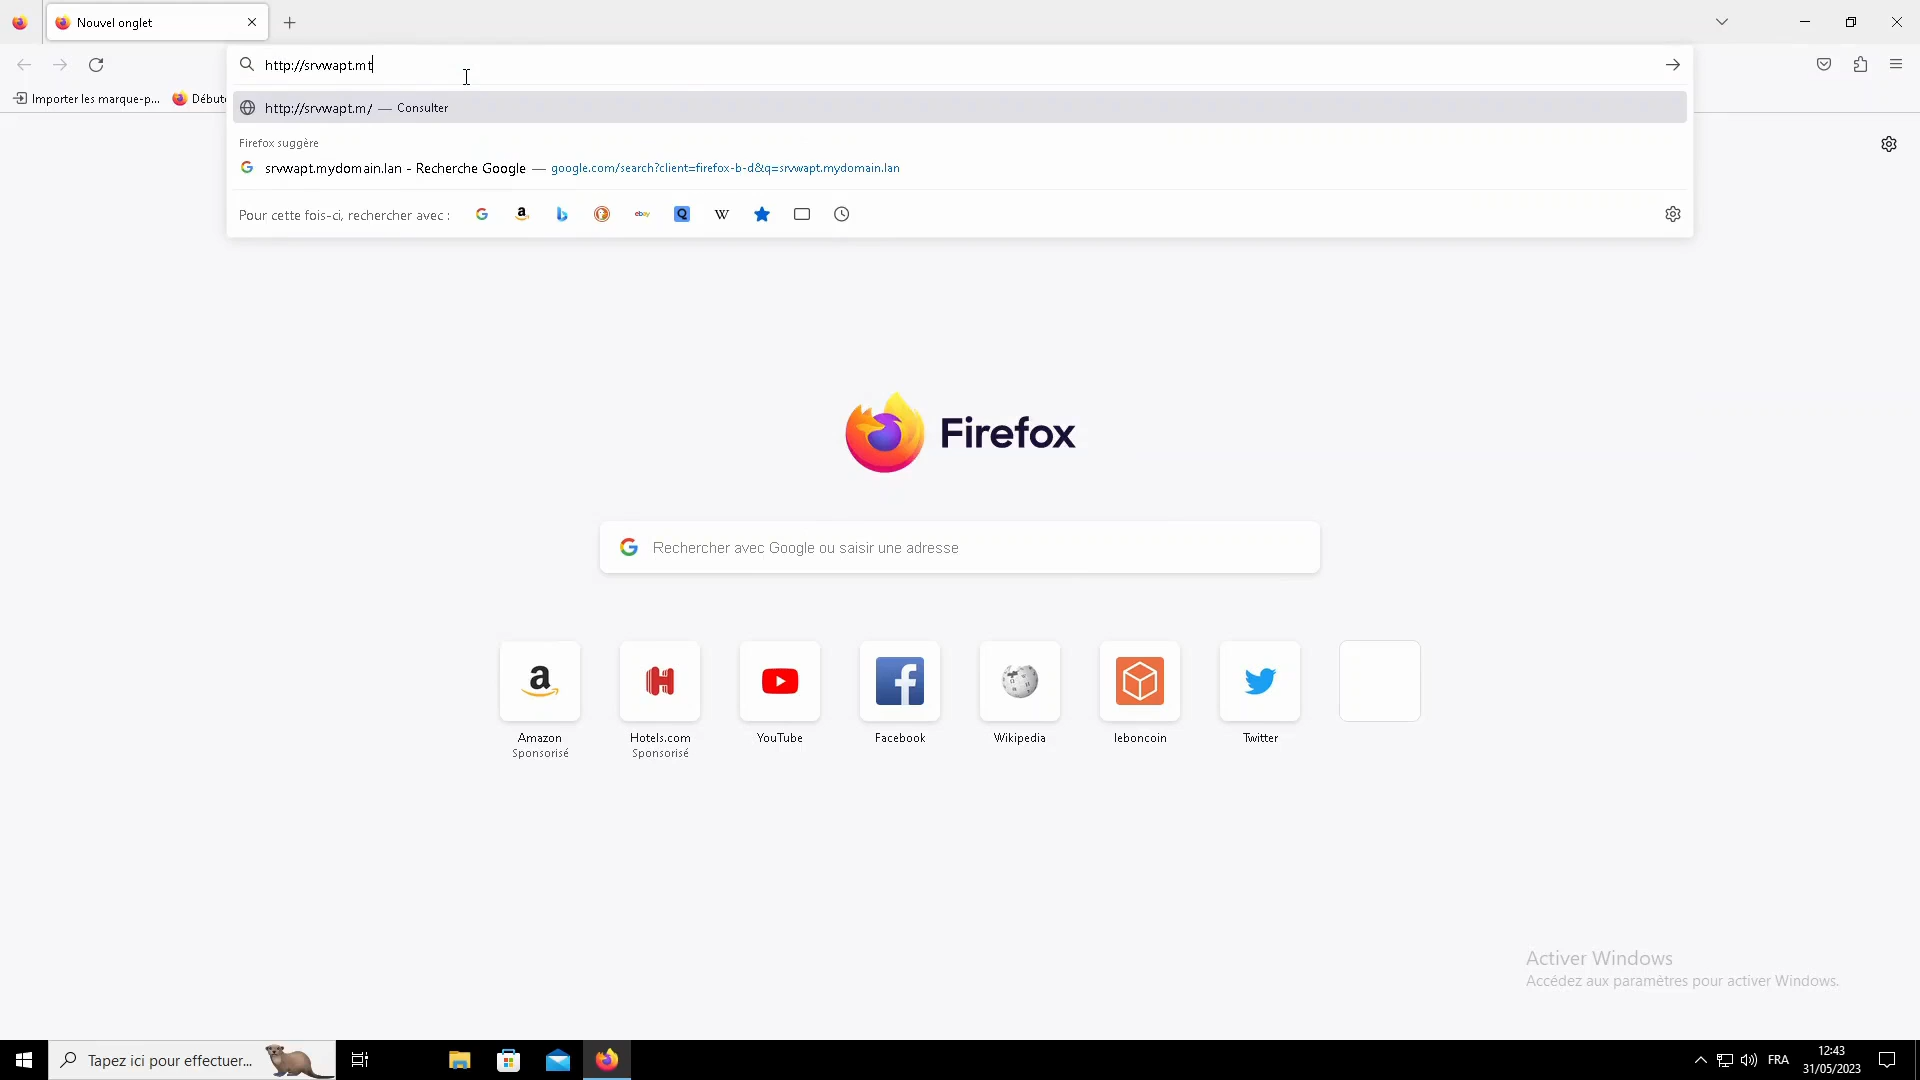 Nouvel onglet
http://srvwapt.mt
Importer les marque-p...
Début
http://srvwapt.m/ — Consulter
Firefox suggère
srvwapt.mydomain.lan - Recherche Google — google.com/search?client=firefox-b-d&q=srvwapt.mydomain.lan
Pour cette fois-ci, rechercher avec :
Firefox
Rechercher avec Google ou saisir une adresse
Amazon
Sponsorisé
Hotels.com
Sponsorisé
YouTube
Facebook
Wikipedia
leboncoin
Twitter
Activer Windows
Accédez aux paramètres pour activer Windows.
Tapez ici pour effectuer...
FRA
12:43
31/05/2023